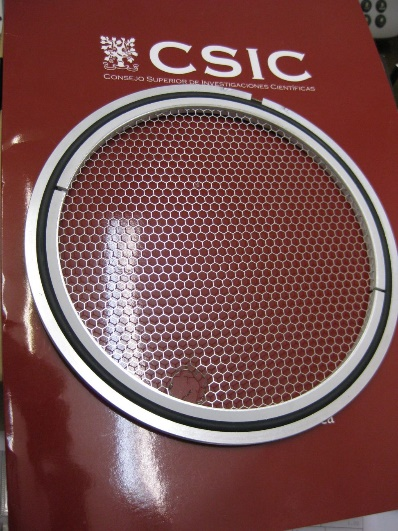 CSIC
CONSEJO SUPERIOR DE INVESTIGACIONES CIENTÍFICAS